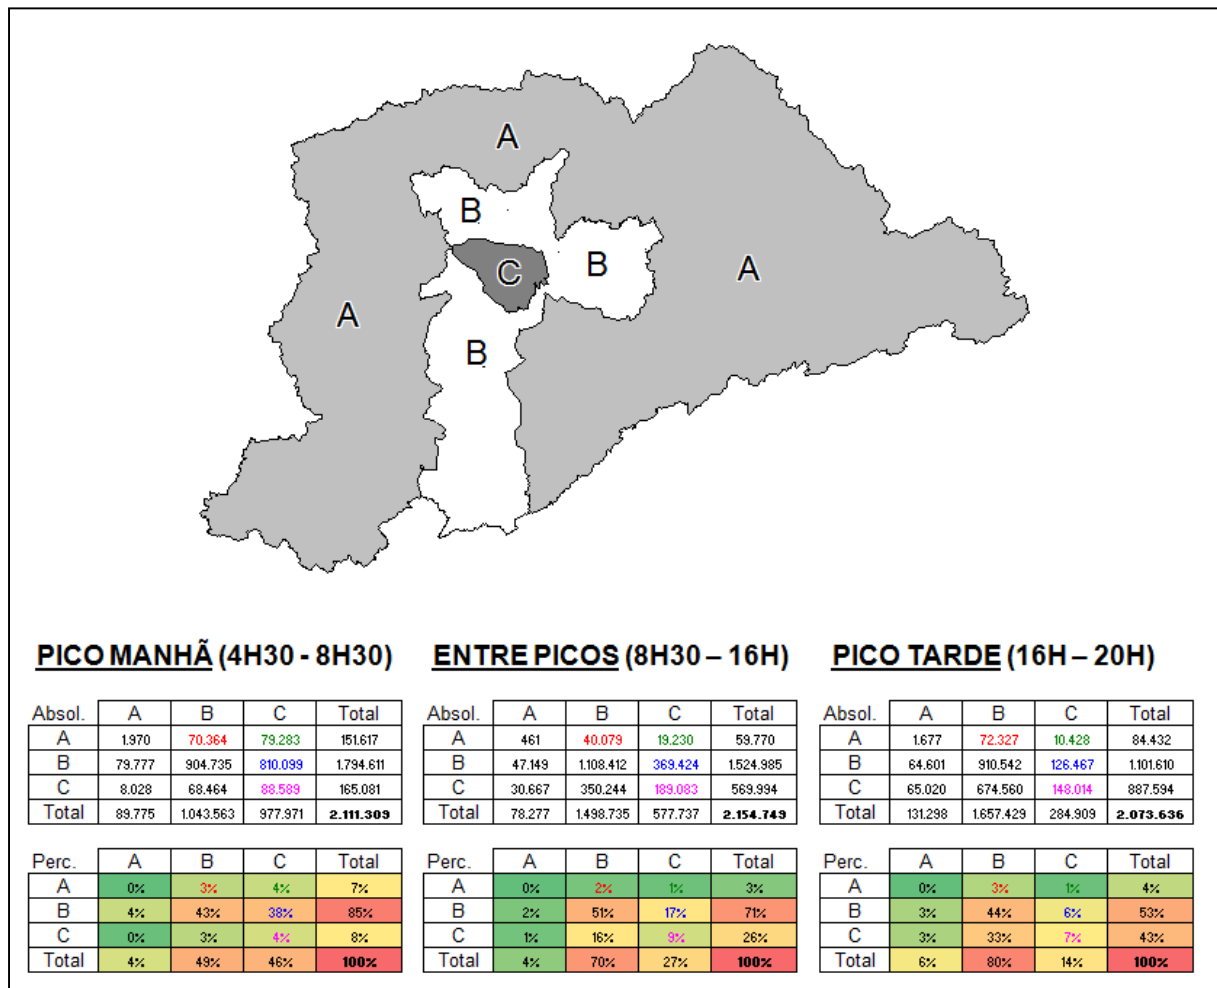 A
B
C
B
A
A
B
PICO MANHÃ (4H30 - 8H30)
ENTRE PICOS (8H30 – 16H)
PICO TARDE (16H – 20H)
Absol. A B C Total
A 1.970 70.364 79.283 151.617
B 79.777 904.735 810.099 1.794.611
C 8.028 68.464 88.589 165.081
Total 89.775 1.043.563 977.971 2.111.309
Absol. A B C Total
A 461 40.079 19.230 59.770
B 47.149 1.108.412 369.424 1.524.985
C 30.667 350.244 189.083 569.994
Total 78.277 1.498.735 577.737 2.154.749
Absol. A B C Total
A 1.677 72.327 10.428 84.432
B 64.601 910.542 126.467 1.101.610
C 65.020 674.560 148.014 887.594
Total 131.298 1.657.429 284.909 2.073.636
Perc. A B C Total
A 0% 3% 4% 7%
B 4% 43% 38% 85%
C 0% 3% 4% 8%
Total 4% 49% 46% 100%
Perc. A B C Total
A 0% 2% 1% 3%
B 2% 51% 17% 71%
C 1% 16% 9% 26%
Total 4% 70% 27% 100%
Perc. A B C Total
A 0% 3% 1% 4%
B 3% 44% 6% 53%
C 3% 33% 7% 43%
Total 6% 80% 14% 100%